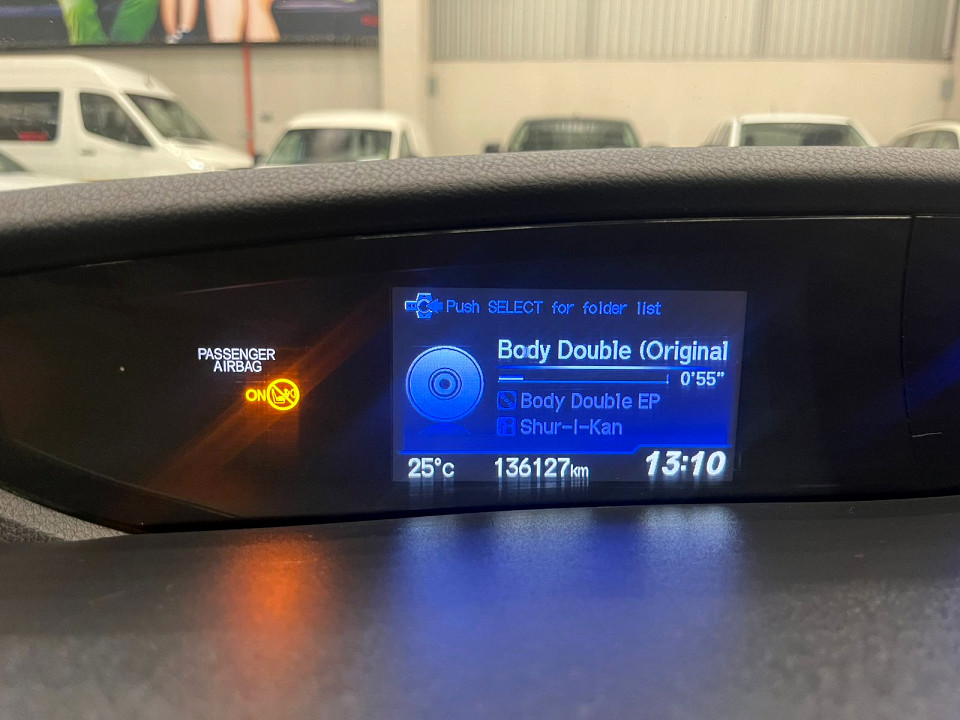 Push SELECT for folder list
Body Double (Original
0'55"
Body Double EP
Shur-I-Kan
25°c 136127km 13:10
PASSENGER
AIRBAG
ON